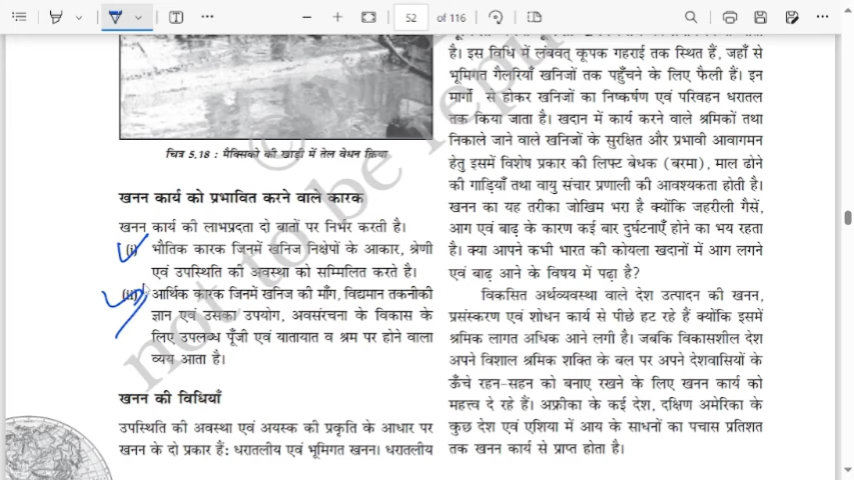 52 of 116
चित्र 5.18 : मैक्सिको की खाड़ी में तेल वेधन क्रिया
खनन कार्य को प्रभावित करने वाले कारक
खनन कार्य की लाभप्रदता दो बातों पर निर्भर करती है।
(i) भौतिक कारक जिनमें खनिज निक्षेपों के आकार, श्रेणी
एवं उपस्थिति की अवस्था को सम्मिलित करते है।
(ii) आर्थिक कारक जिनमें खनिज की माँग, विद्यमान तकनीकी
ज्ञान एवं उसका उपयोग, अवसंरचना के विकास के
लिए उपलब्ध पूँजी एवं यातायात व श्रम पर होने वाला
व्यय आता है।
खनन की विधियाँ
उपस्थिति की अवस्था एवं अयस्क की प्रकृति के आधार पर
खनन के दो प्रकार हैं: धरातलीय एवं भूमिगत खनन। धरातलीय
है। इस विधि में लंबवत् कूपक गहराई तक स्थित हैं, जहाँ से
भूमिगत गैलरियाँ खनिजों तक पहुँचने के लिए फैली हैं। इन
मार्गों से होकर खनिजों का निष्कर्षण एवं परिवहन धरातल
तक किया जाता है। खदान में कार्य करने वाले श्रमिकों तथा
निकाले जाने वाले खनिजों के सुरक्षित और प्रभावी आवागमन
हेतु इसमें विशेष प्रकार की लिफ्ट बेधक (बरमा), माल ढोने
की गाड़ियाँ तथा वायु संचार प्रणाली की आवश्यकता होती है।
खनन का यह तरीका जोखिम भरा है क्योंकि जहरीली गैसें,
आग एवं बाढ़ के कारण कई बार दुर्घटनाएँ होने का भय रहता
है। क्या आपने कभी भारत की कोयला खदानों में आग लगने
एवं बाढ़ आने के विषय में पढ़ा है?
विकसित अर्थव्यवस्था वाले देश उत्पादन की खनन,
प्रसंस्करण एवं शोधन कार्य से पीछे हट रहे हैं क्योंकि इसमें
श्रमिक लागत अधिक आने लगी है। जबकि विकासशील देश
अपने विशाल श्रमिक शक्ति के बल पर अपने देशवासियों के
ऊँचे रहन-सहन को बनाए रखने के लिए खनन कार्य को
महत्त्व दे रहे हैं। अफ्रीका के कई देश, दक्षिण अमेरिका के
कुछ देश एवं एशिया में आय के साधनों का पचास प्रतिशत
तक खनन कार्य से प्राप्त होता है।
not to be rep